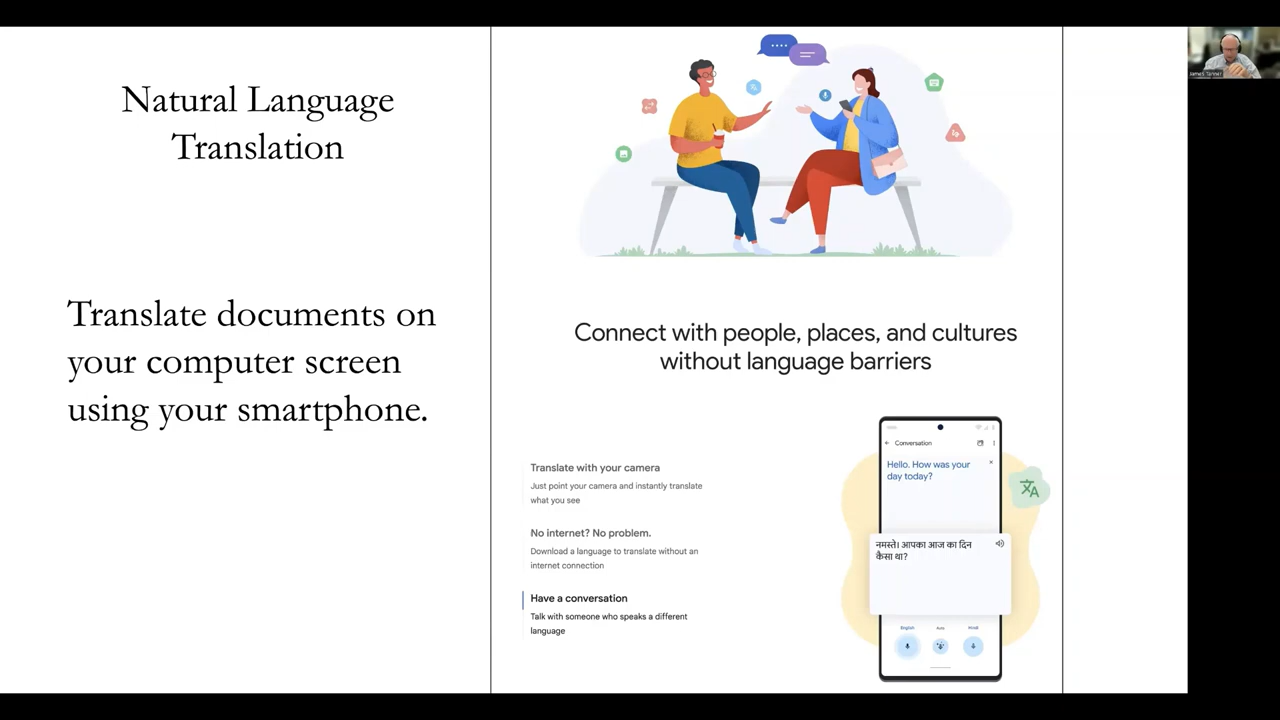 Natural Language
Translation
Translate documents on
your computer screen
using your smartphone.
Connect with people, places, and cultures
without language barriers
Translate with your camera
Just point your camera and instantly translate
what you see
No internet? No problem.
Download a language to translate without an
internet connection
Have a conversation
Talk with someone who speaks a different
language
Conversation
Hello. How was your
day today?
नमस्ते। आपका आज का दिन
कैसा था?
English Auto Hindi
James Tanner